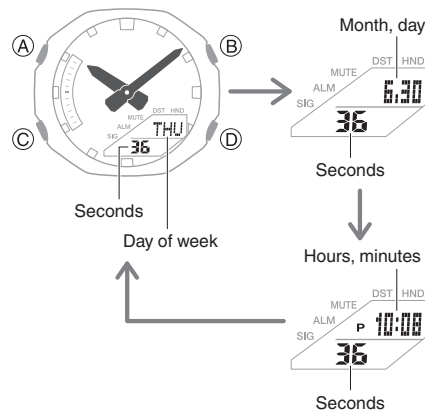 A
B
C
D
MUTE
DST HND
ALM
SIG
THU
36
Seconds
Day of week
Month, day
DST HND
MUTE
ALM
SIG
6.30
36
Seconds
Hours, minutes
DST HND
MUTE
ALM
SIG
P 10:08
36
Seconds